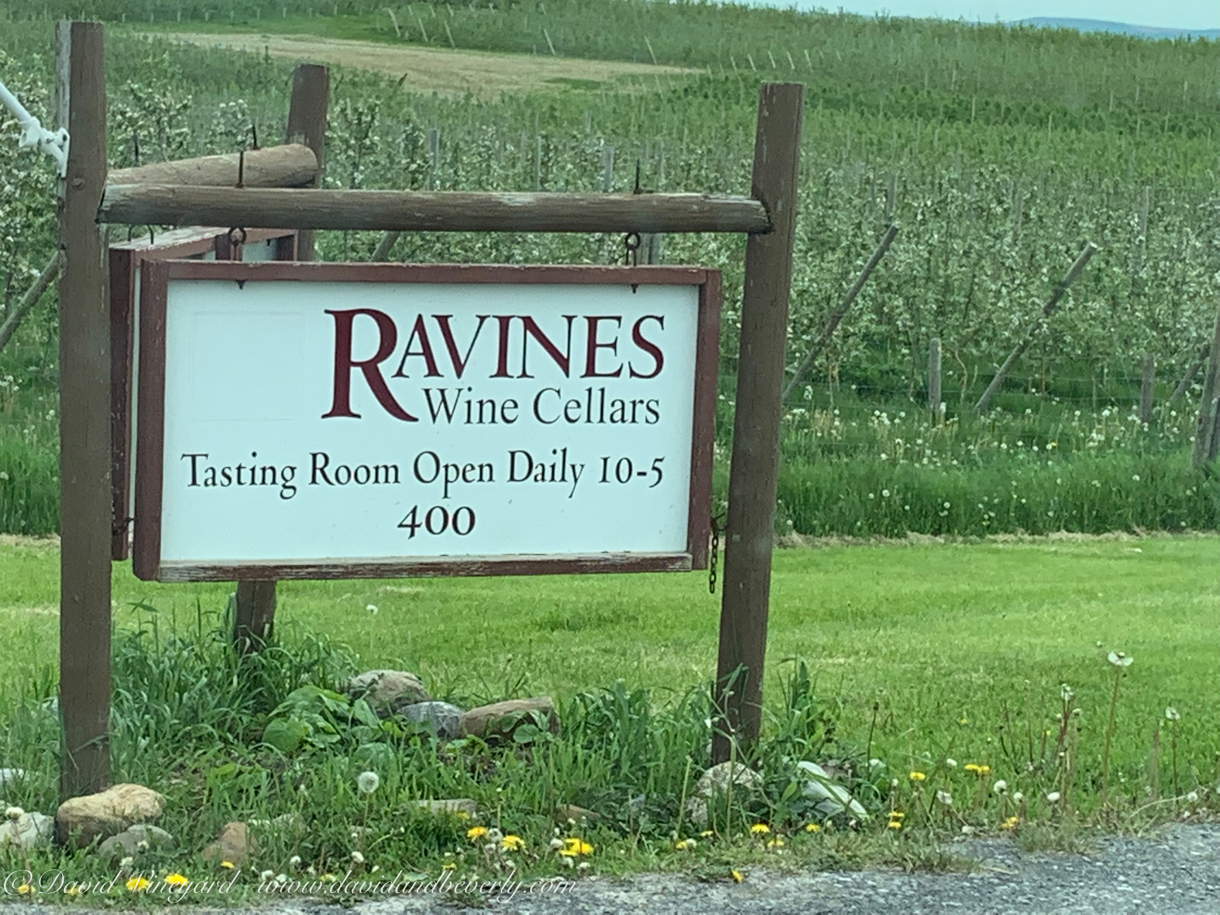 RAVINES
Wine Cellars
Tasting Room Open Daily 10-5
400
©David Vineyard - www.davidandbeverly.com